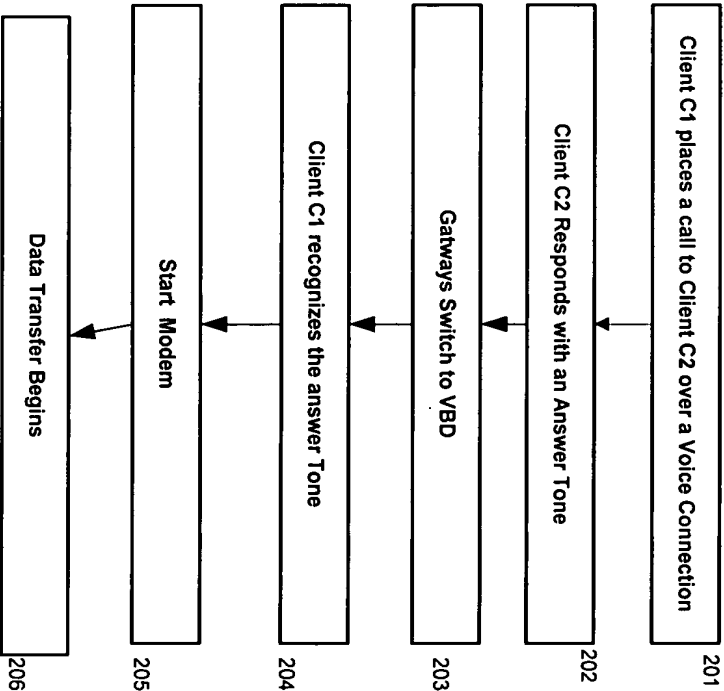 Client C1 places a call to Client C2 over a Voice Connection
201
Client C2 Responds with an Answer Tone
202
Gatways Switch to VBD
203
Client C1 recognizes the answer Tone
204
Start Modem
205
Data Transfer Begins
206